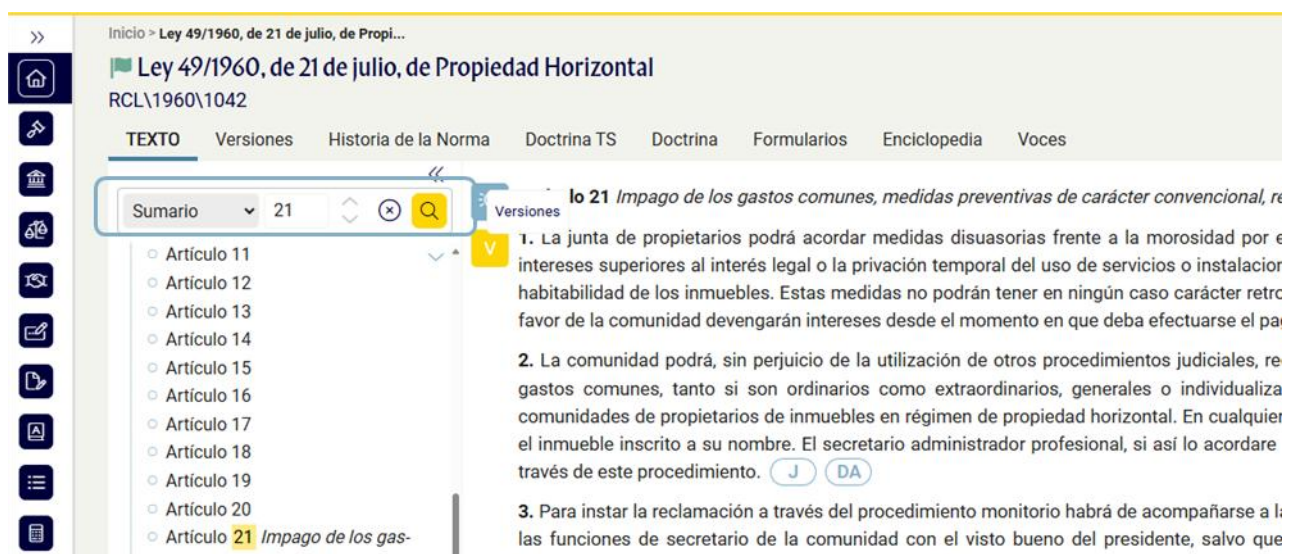 Inicio > Ley 49/1960, de 21 de julio, de Propi...
Ley 49/1960, de 21 de julio, de Propiedad Horizontal
RCL\1960\1042
TEXTO Versiones Historia de la Norma Doctrina TS Doctrina Formularios Enciclopedia Voces
Sumario 21
Versiones
V
Artículo 11
Artículo 12
Artículo 13
Artículo 14
Artículo 15
Artículo 16
Artículo 17
Artículo 18
Artículo 19
Artículo 20
Artículo 21 Impago de los gas-
lo 21 Impago de los gastos comunes, medidas preventivas de carácter convencional, re
1. La junta de propietarios podrá acordar medidas disuasorias frente a la morosidad por e
intereses superiores al interés legal o la privación temporal del uso de servicios o instalacion
habitabilidad de los inmuebles. Estas medidas no podrán tener en ningún caso carácter retro
favor de la comunidad devengarán intereses desde el momento en que deba efectuarse el pa
2. La comunidad podrá, sin perjuicio de la utilización de otros procedimientos judiciales, re
gastos comunes, tanto si son ordinarios como extraordinarios, generales o individualiza
comunidades de propietarios de inmuebles en régimen de propiedad horizontal. En cualquier
el inmueble inscrito a su nombre. El secretario administrador profesional, si así lo acordare
través de este procedimiento. J DA
3. Para instar la reclamación a través del procedimiento monitorio habrá de acompañarse a la
las funciones de secretario de la comunidad con el visto bueno del presidente, salvo que